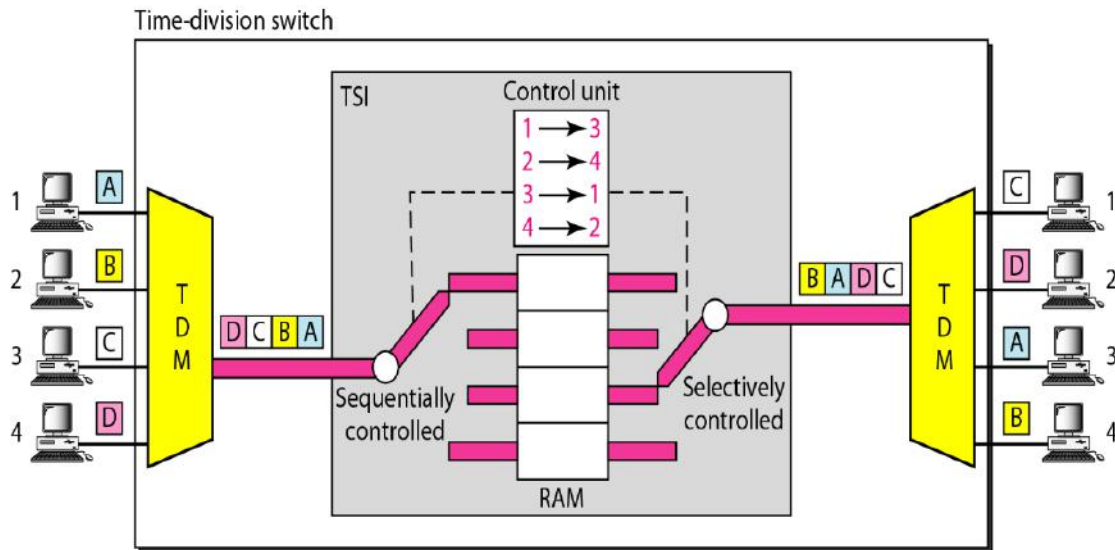 Time-division switch
TSI
Control unit
1 → 3
2 → 4
3 → 1
4 → 2
1 A
2 B
3 C
4 D
T
D
M
D C B A
Sequentially
controlled
RAM
Selectively
controlled
B A D C
T
D
M
C 1
D 2
A 3
B 4